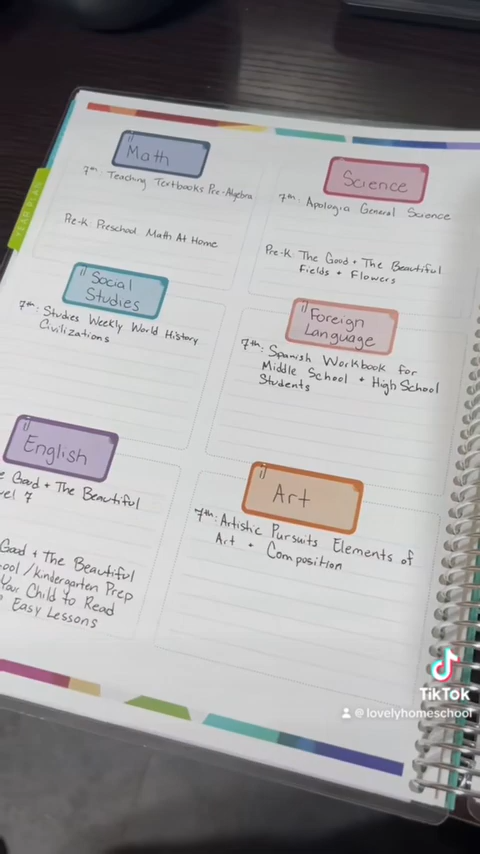 Math
7th: Teaching Textbooks Pre-Algebra
Pre-K: Preschool Math At Home
Science
7th: Apologia General Science
Pre-K: The Good + The Beautiful
Fields + Flowers
YEAR PLAN
Social
Studies
7th: Studies Weekly World History
Civilizations
Foreign
Language
7th: Spanish Workbook for
Middle School + High School
Students
English
Good + The Beautiful
7
Good + The Beautiful
/Kindergarten Prep
Your Child to Read
Easy Lessons
Art
7th: Artistic Pursuits Elements of
Art + Composition
TikTok
@lovelyhomeschool